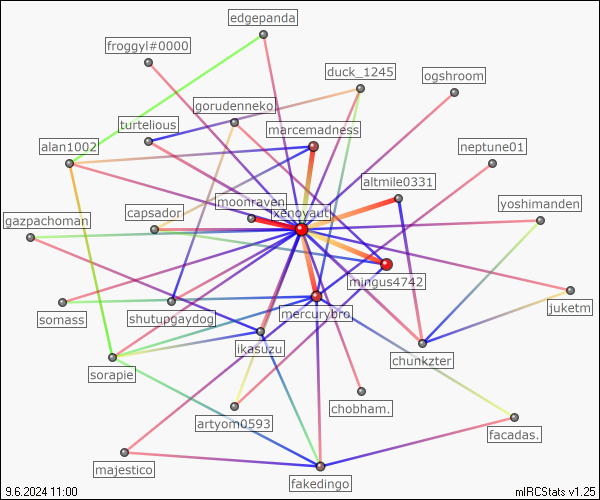 edgepanda
froggyl#0000
duck_1245
ogshroom
gorudenneko
turtelious
marcemadness
alan1002
neptune01
altmile0331
moonraven
yoshimanden
capsador
xenoyaut
gazpachoman
mingus4742
somass
shutupgaydog
mercurybro
juketm
ikasuzu
chunkzter
sorapie
chobham.
artyom0593
facadas.
majestico
fakedingo
9.6.2024 11:00
mIRCStats v1.25